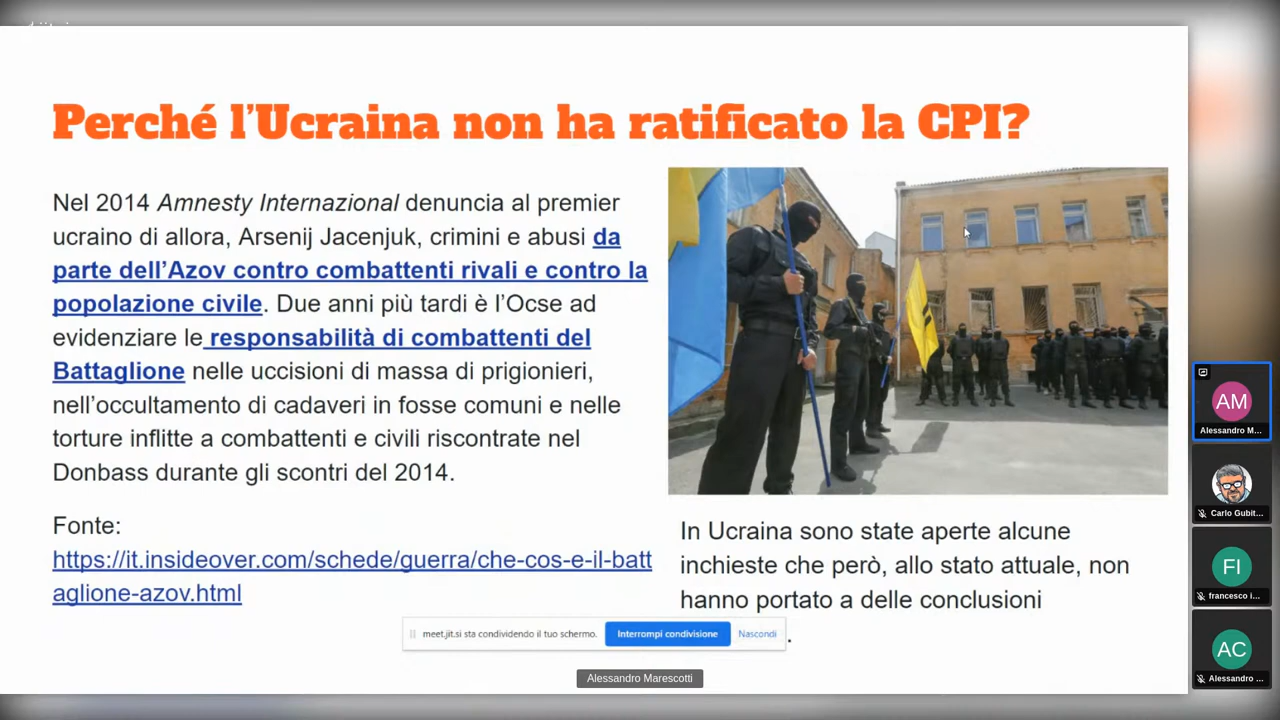 Perché l'Ucraina non ha ratificato la CPI?
Nel 2014 Amnesty Internazional denuncia al premier
ucraino di allora, Arsenij Jacenjuk, crimini e abusi da
parte dell'Azov contro combattenti rivali e contro la
popolazione civile. Due anni più tardi è l'Ocse ad
evidenziare le responsabilità di combattenti del
Battaglione nelle uccisioni di massa di prigionieri,
nell'occultamento di cadaveri in fosse comuni e nelle
torture inflitte a combattenti e civili riscontrate nel
Donbass durante gli scontri del 2014.
Fonte:
https://it.insideover.com/schede/guerra/che-cos-e-il-batt
aglione-azov.html
In Ucraina sono state aperte alcune
inchieste che però, allo stato attuale, non
hanno portato a delle conclusioni
.
meet.jit.si sta condividendo il tuo schermo. Interrompi condivisione Nascondi
Alessandro Marescotti
AM
Alessandro M...
Carlo Gubit...
FI
francesco i...
AC
Alessandro ...